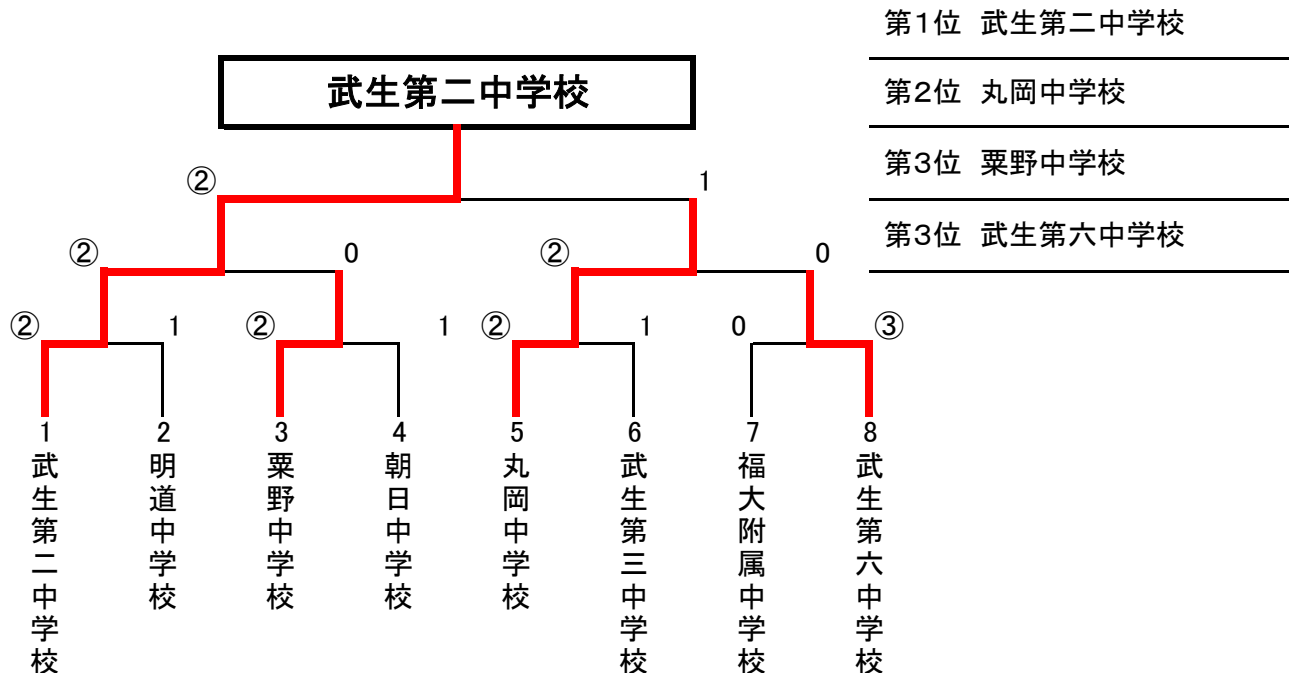 第1位 武生第二中学校
武生第二中学校
第2位 丸岡中学校
第3位 粟野中学校
② 1
第3位 武生第六中学校
② 0 ② 0
② 1 ② 1 ② 1 0 ③
1 2 3 4 5 6 7 8
武生第二中学校
明道中学校
粟野中学校
朝日中学校
丸岡中学校
武生第三中学校
福大附属中学校
武生第六中学校